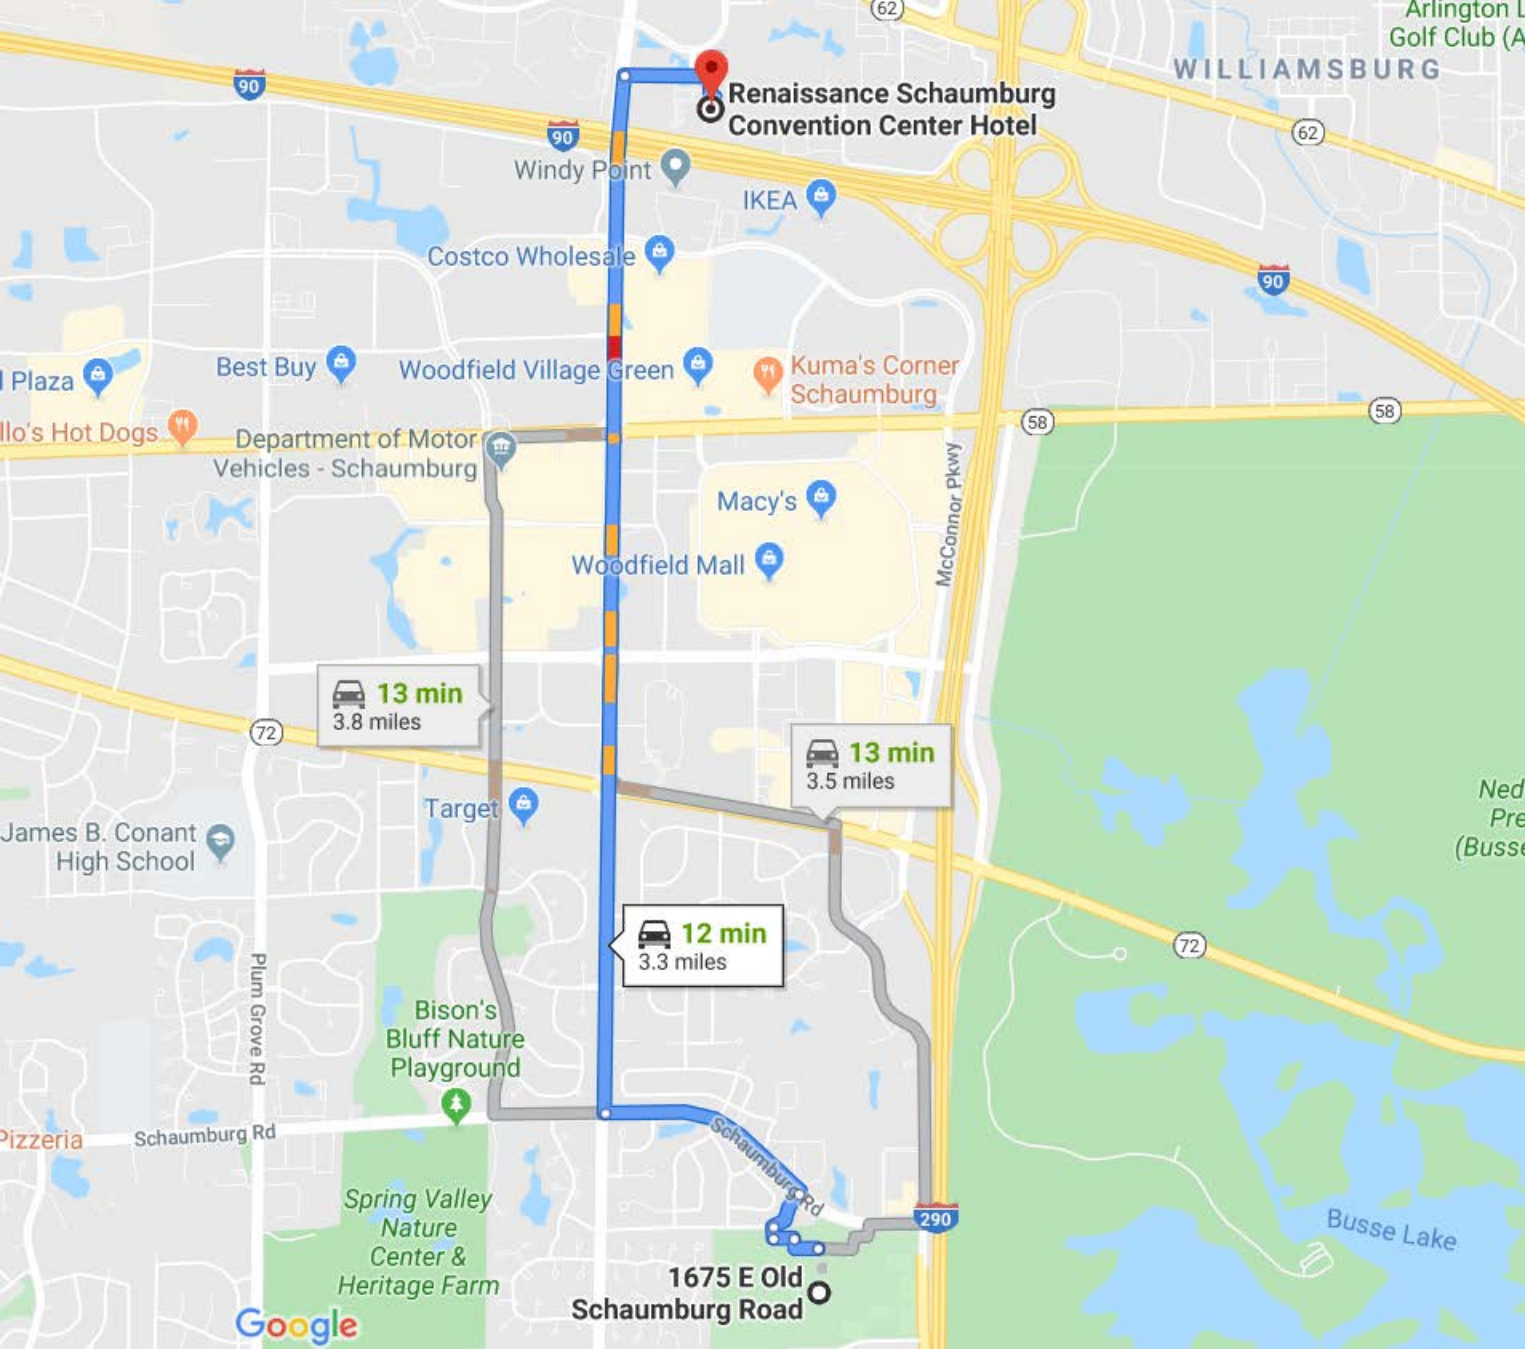 62
Arlington L
Golf Club (A
WILLIAMSBURG
90
Renaissance Schaumburg
Convention Center Hotel
90
62
Windy Point
IKEA
Costco Wholesale
90
l Plaza
Best Buy
Woodfield Village Green
Kuma's Corner
Schaumburg
58
58
llo's Hot Dogs
Department of Motor
Vehicles - Schaumburg
McConnor Pkwy
Macy's
Woodfield Mall
13 min
3.8 miles
72
13 min
3.5 miles
Target
James B. Conant
High School
Ned
Pre
(Busse
12 min
3.3 miles
72
Plum Grove Rd
Bison's
Bluff Nature
Playground
Pizzeria
Schaumburg Rd
Schaumburg Rd
Spring Valley
Nature
Center &
Heritage Farm
290
Busse Lake
1675 E Old
Schaumburg Road
Google